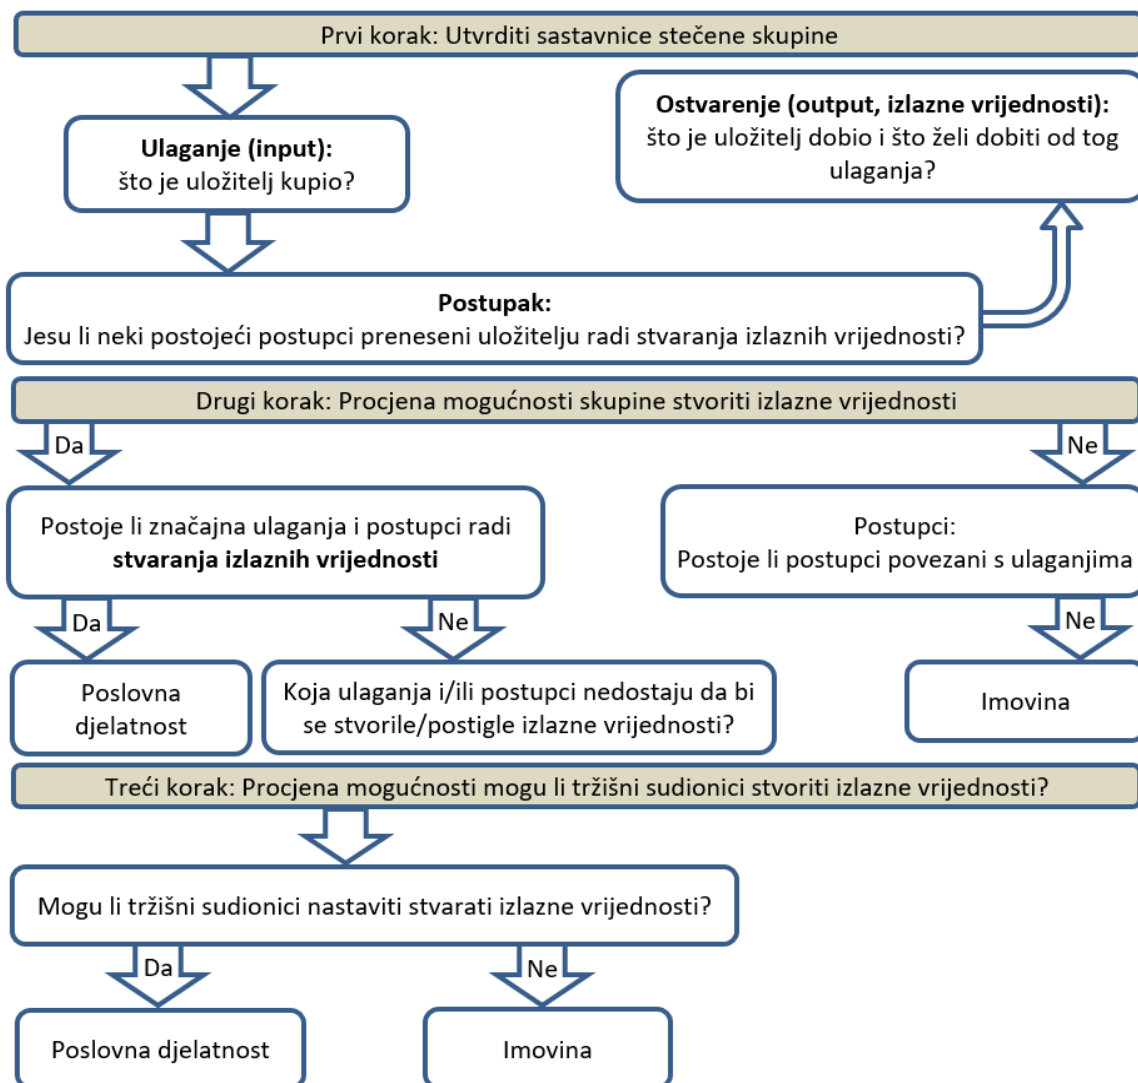 Prvi korak: Utvrditi sastavnice stečene skupine
Ulaganje (input):
što je uložitelj kupio?
Ostvarenje (output, izlazne vrijednosti):
što je uložitelj dobio i što želi dobiti od tog
ulaganja?
Postupak:
Jesu li neki postojeći postupci preneseni uložitelju radi stvaranja izlaznih vrijednosti?
Drugi korak: Procjena mogućnosti skupine stvoriti izlazne vrijednosti
Da
Ne
Postoje li značajna ulaganja i postupci radi
stvaranja izlaznih vrijednosti
Postupci:
Postoje li postupci povezani s ulaganjima
Da
Ne
Ne
Poslovna
djelatnost
Koja ulaganja i/ili postupci nedostaju da bi
se stvorile/postigle izlazne vrijednosti?
Imovina
Treći korak: Procjena mogućnosti mogu li tržišni sudionici stvoriti izlazne vrijednosti?
Mogu li tržišni sudionici nastaviti stvarati izlazne vrijednosti?
Da
Ne
Poslovna djelatnost
Imovina